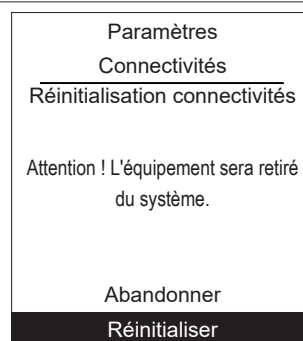 Paramètres
Connectivités
Réinitialisation connectivités
Attention ! L'équipement sera retiré
du système.
Abandonner
Réinitialiser